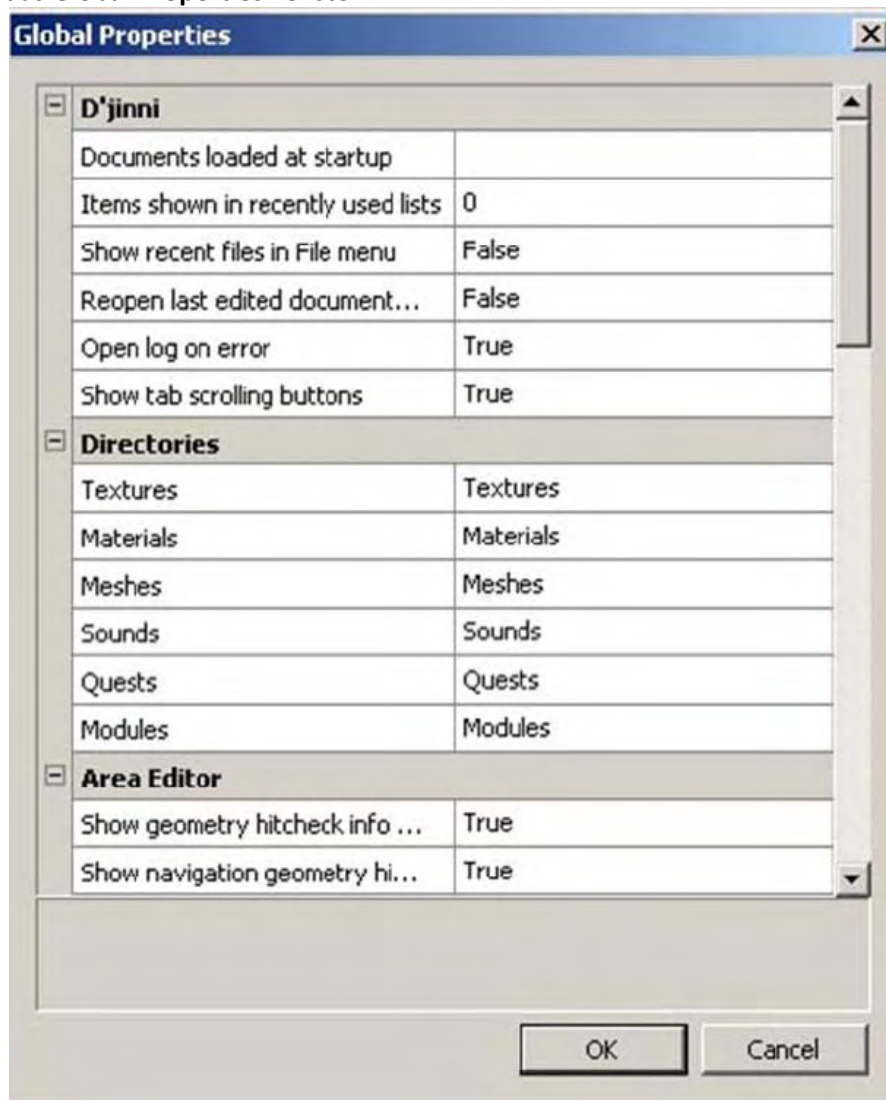 Global Properties
D'jinni
Documents loaded at startup
Items shown in recently used lists 0
Show recent files in File menu False
Reopen last edited document... False
Open log on error True
Show tab scrolling buttons True
Directories
Textures Textures
Materials Materials
Meshes Meshes
Sounds Sounds
Quests Quests
Modules Modules
Area Editor
Show geometry hitcheck info ... True
Show navigation geometry hi... True
OK Cancel